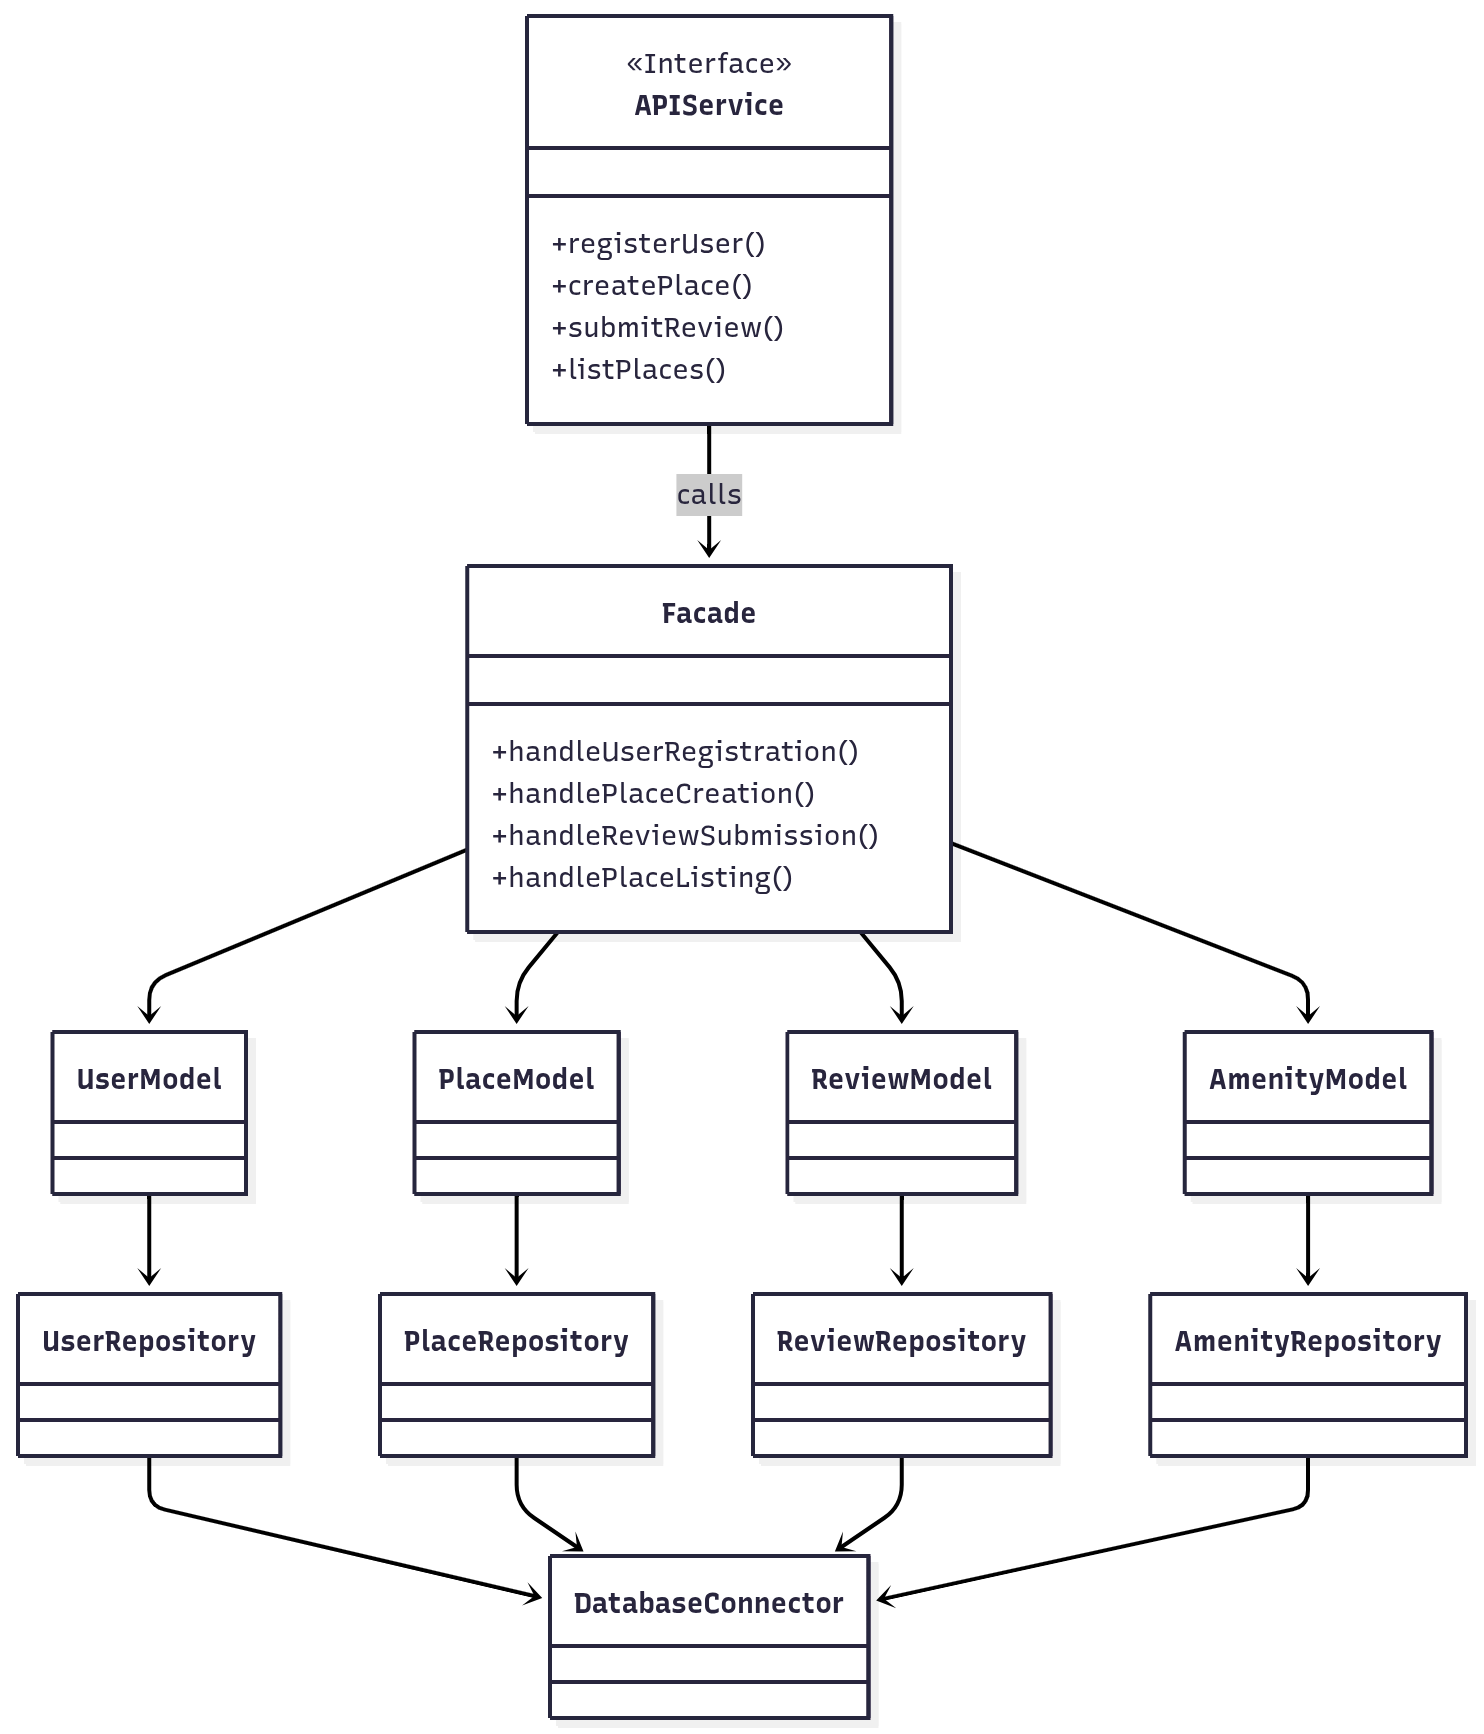 «Interface»
APIService
+registerUser()
+createPlace()
+submitReview()
+listPlaces()
calls
Facade
+handleUserRegistration()
+handlePlaceCreation()
+handleReviewSubmission()
+handlePlaceListing()
UserModel
PlaceModel
ReviewModel
AmenityModel
UserRepository
PlaceRepository
ReviewRepository
AmenityRepository
DatabaseConnector